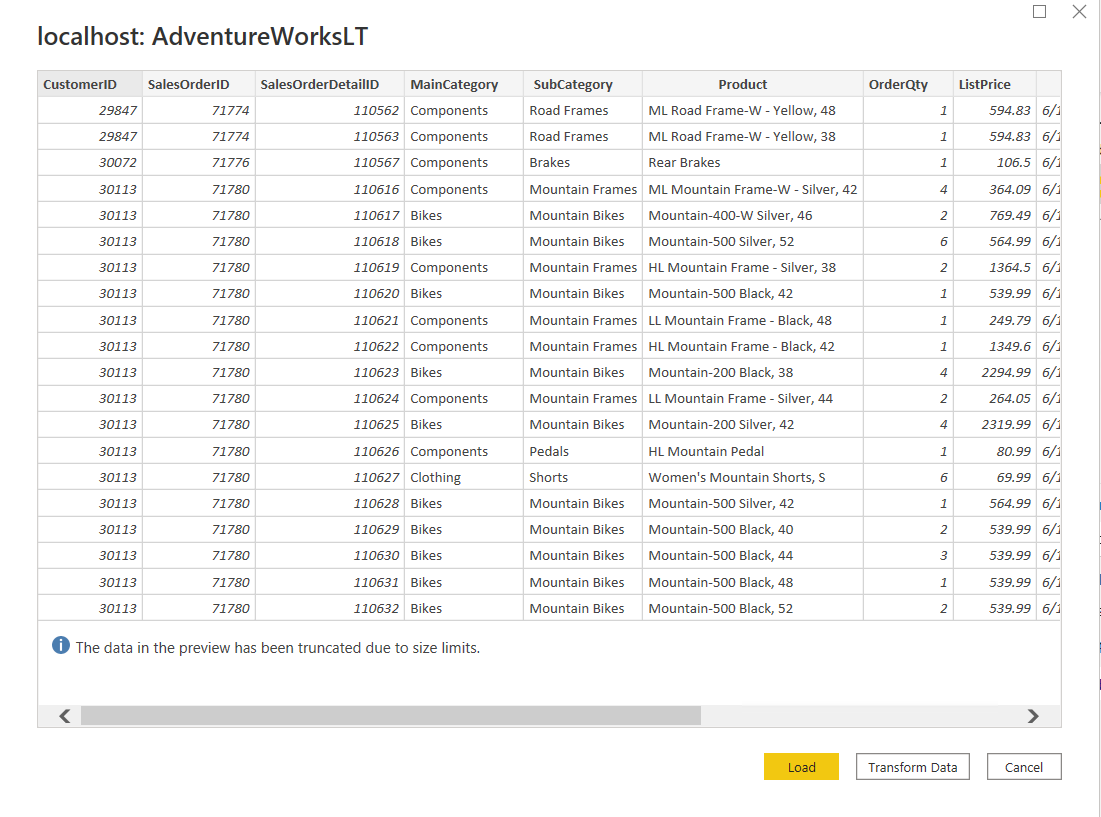 localhost: AdventureWorksLT
CustomerID SalesOrderID SalesOrderDetailID MainCategory SubCategory Product OrderQty ListPrice
29847 71774 110562 Components Road Frames ML Road Frame-W - Yellow, 48 1 594.83 6/1
29847 71774 110563 Components Road Frames ML Road Frame-W - Yellow, 38 1 594.83 6/1
30072 71776 110567 Components Brakes Rear Brakes 1 106.5 6/1
30113 71780 110616 Components Mountain Frames ML Mountain Frame-W - Silver, 42 4 364.09 6/1
30113 71780 110617 Bikes Mountain Bikes Mountain-400-W Silver, 46 2 769.49 6/1
30113 71780 110618 Bikes Mountain Bikes Mountain-500 Silver, 52 6 564.99 6/1
30113 71780 110619 Components Mountain Frames HL Mountain Frame - Silver, 38 2 1364.5 6/1
30113 71780 110620 Bikes Mountain Bikes Mountain-500 Black, 42 1 539.99 6/1
30113 71780 110621 Components Mountain Frames LL Mountain Frame - Black, 48 1 249.79 6/1
30113 71780 110622 Components Mountain Frames HL Mountain Frame - Black, 42 1 1349.6 6/1
30113 71780 110623 Bikes Mountain Bikes Mountain-200 Black, 38 4 2294.99 6/1
30113 71780 110624 Components Mountain Frames LL Mountain Frame - Silver, 44 2 264.05 6/1
30113 71780 110625 Bikes Mountain Bikes Mountain-200 Silver, 42 4 2319.99 6/1
30113 71780 110626 Components Pedals HL Mountain Pedal 1 80.99 6/1
30113 71780 110627 Clothing Shorts Women's Mountain Shorts, S 6 69.99 6/1
30113 71780 110628 Bikes Mountain Bikes Mountain-500 Silver, 42 1 564.99 6/1
30113 71780 110629 Bikes Mountain Bikes Mountain-500 Black, 40 2 539.99 6/1
30113 71780 110630 Bikes Mountain Bikes Mountain-500 Black, 44 3 539.99 6/1
30113 71780 110631 Bikes Mountain Bikes Mountain-500 Black, 48 1 539.99 6/1
30113 71780 110632 Bikes Mountain Bikes Mountain-500 Black, 52 2 539.99 6/1
The data in the preview has been truncated due to size limits.
Load Transform Data Cancel